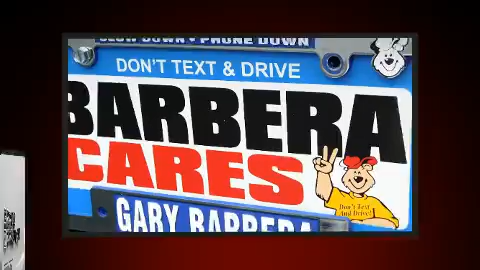 SLOW DOWN • PHONE DOWN
DON'T TEXT & DRIVE
BARBERA
CARES
Don't Text
And Drive!
GARY BARBERA